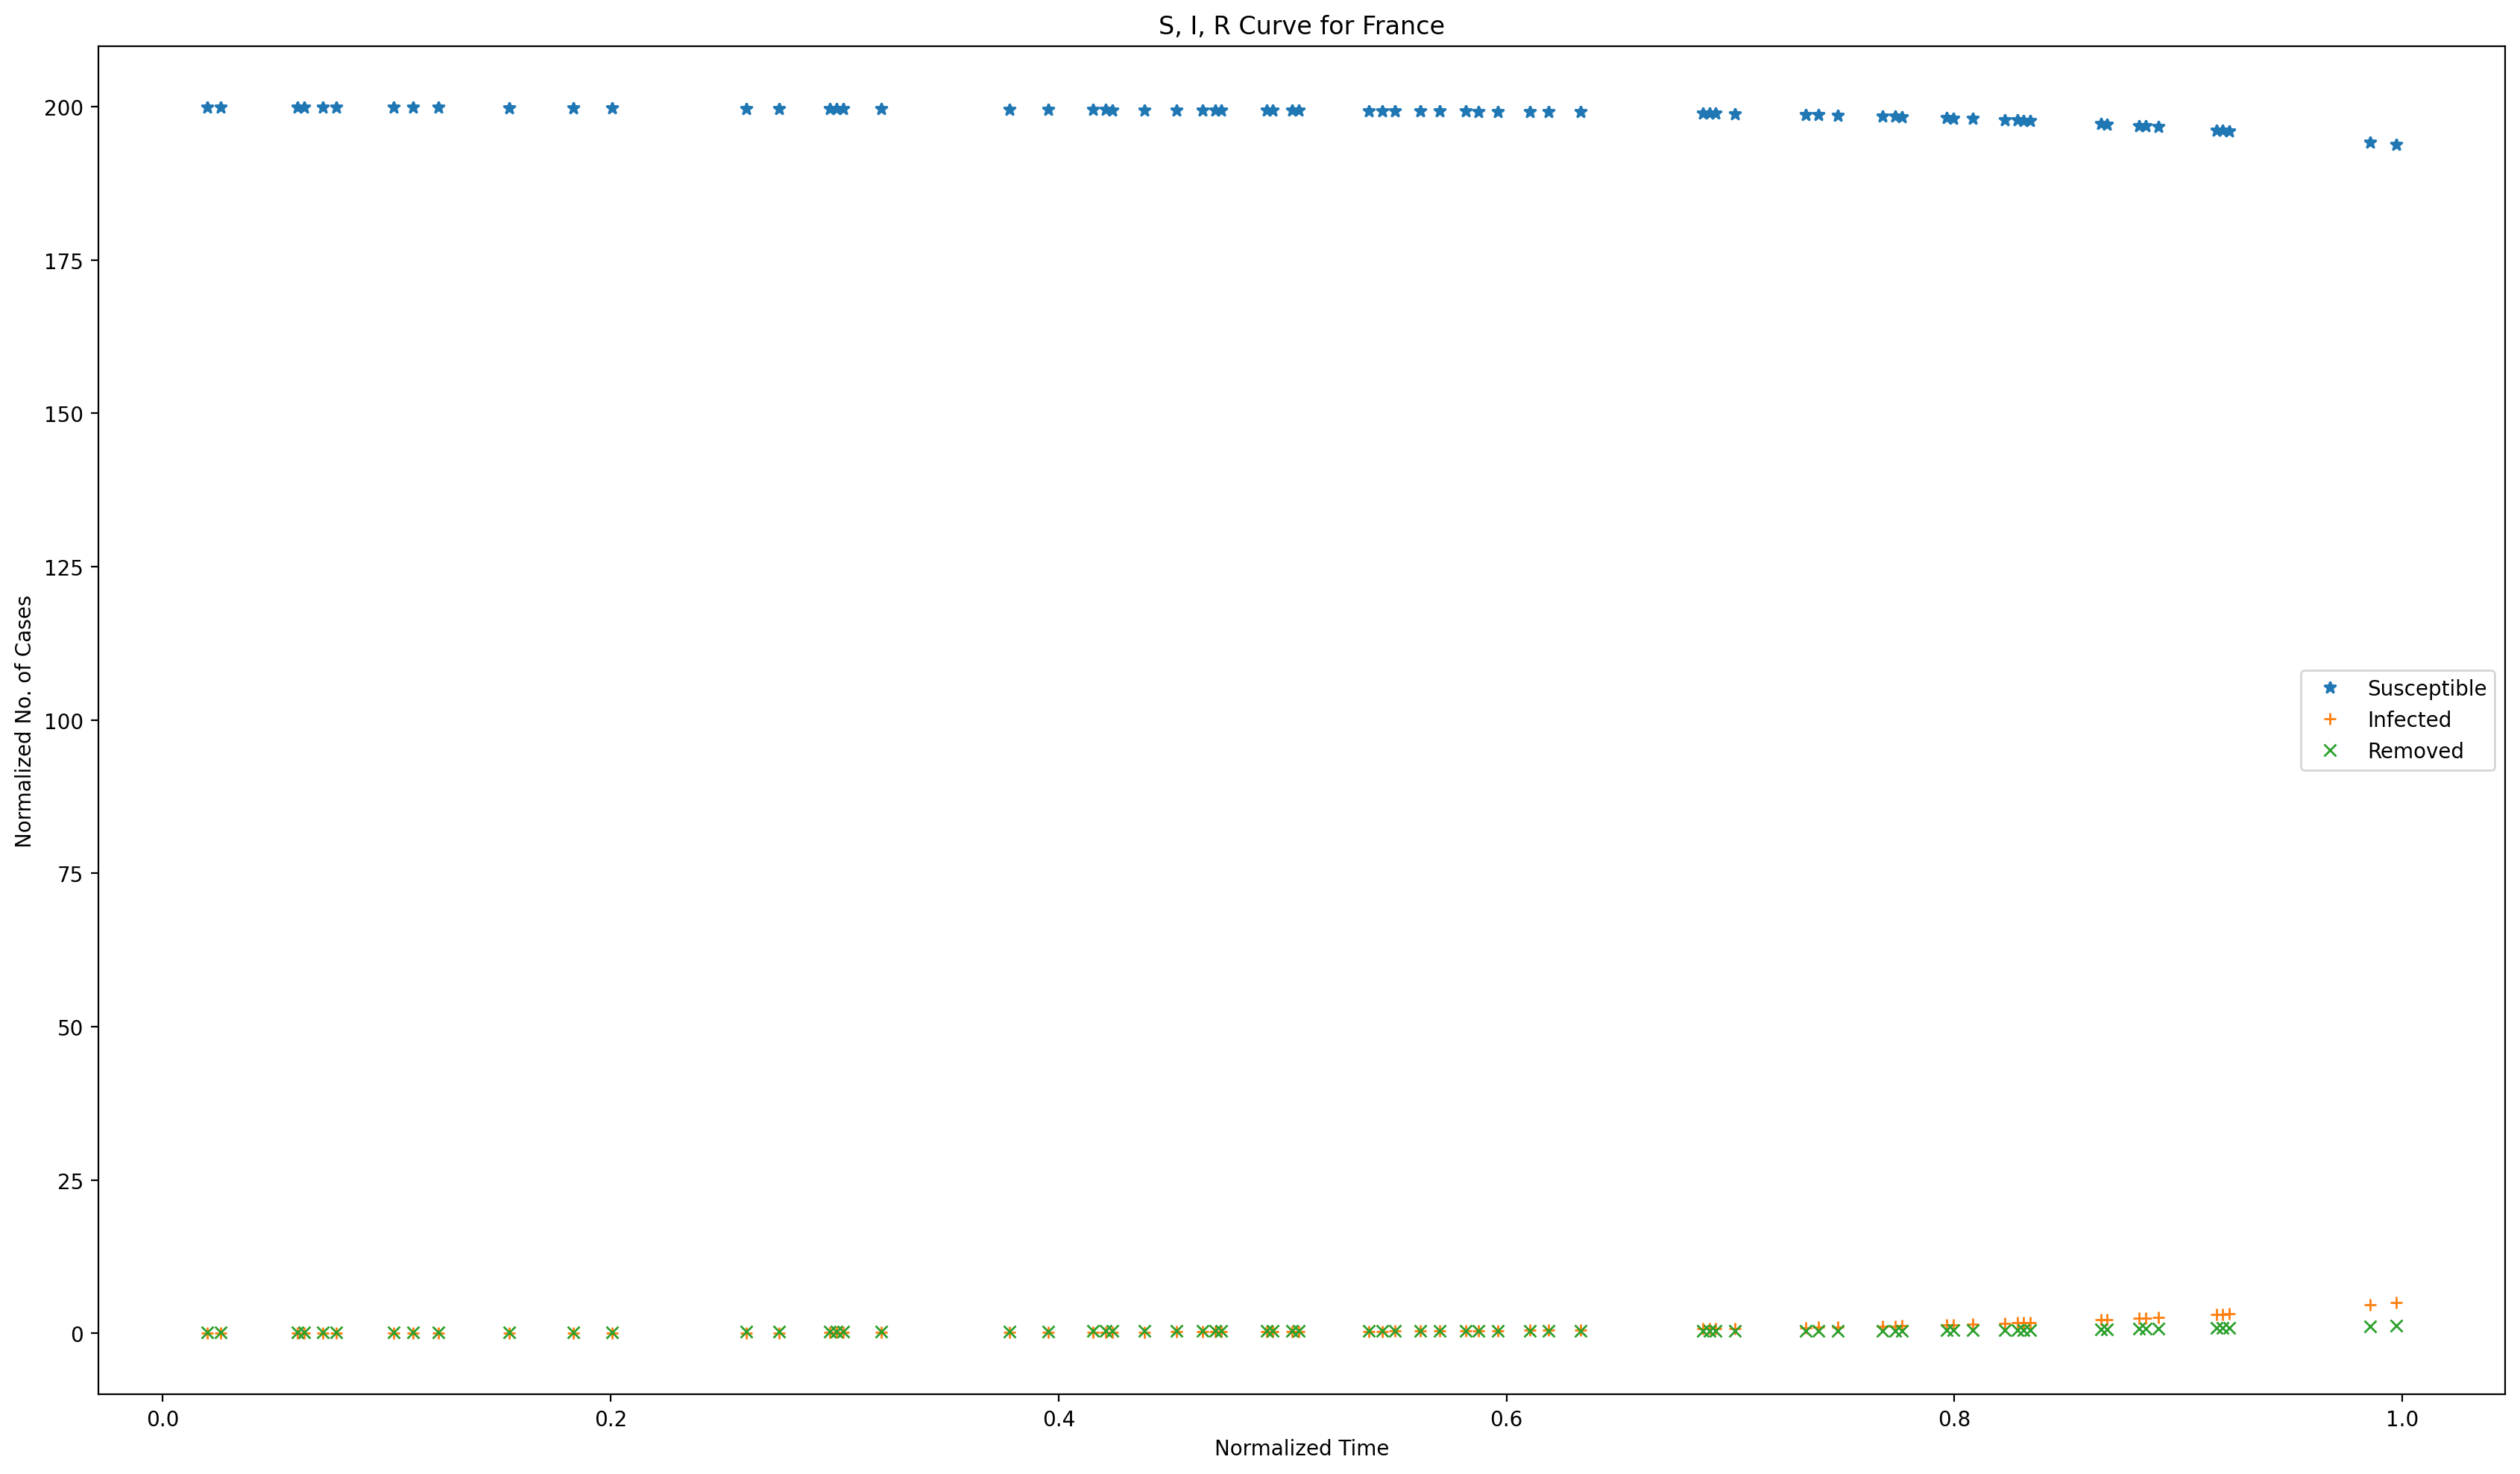 S, I, R Curve for France
Normalized No. of Cases
200
175
150
125
100
75
50
25
0
Susceptible
Infected
Removed
0.0 0.2 0.4 0.6 0.8 1.0
Normalized Time